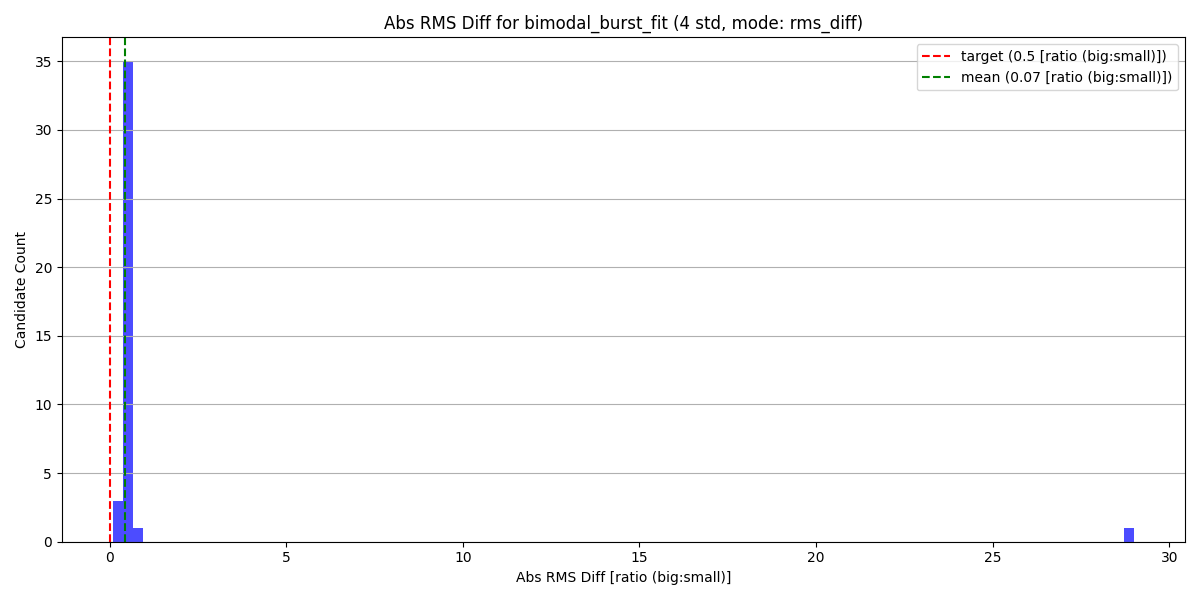 Abs RMS Diff for bimodal_burst_fit (4 std, mode: rms_diff)
target (0.5 [ratio (big:small)])
mean (0.07 [ratio (big:small)])
Candidate Count
35
30
25
20
15
10
5
0
0 5 10 15 20 25 30
Abs RMS Diff [ratio (big:small)]